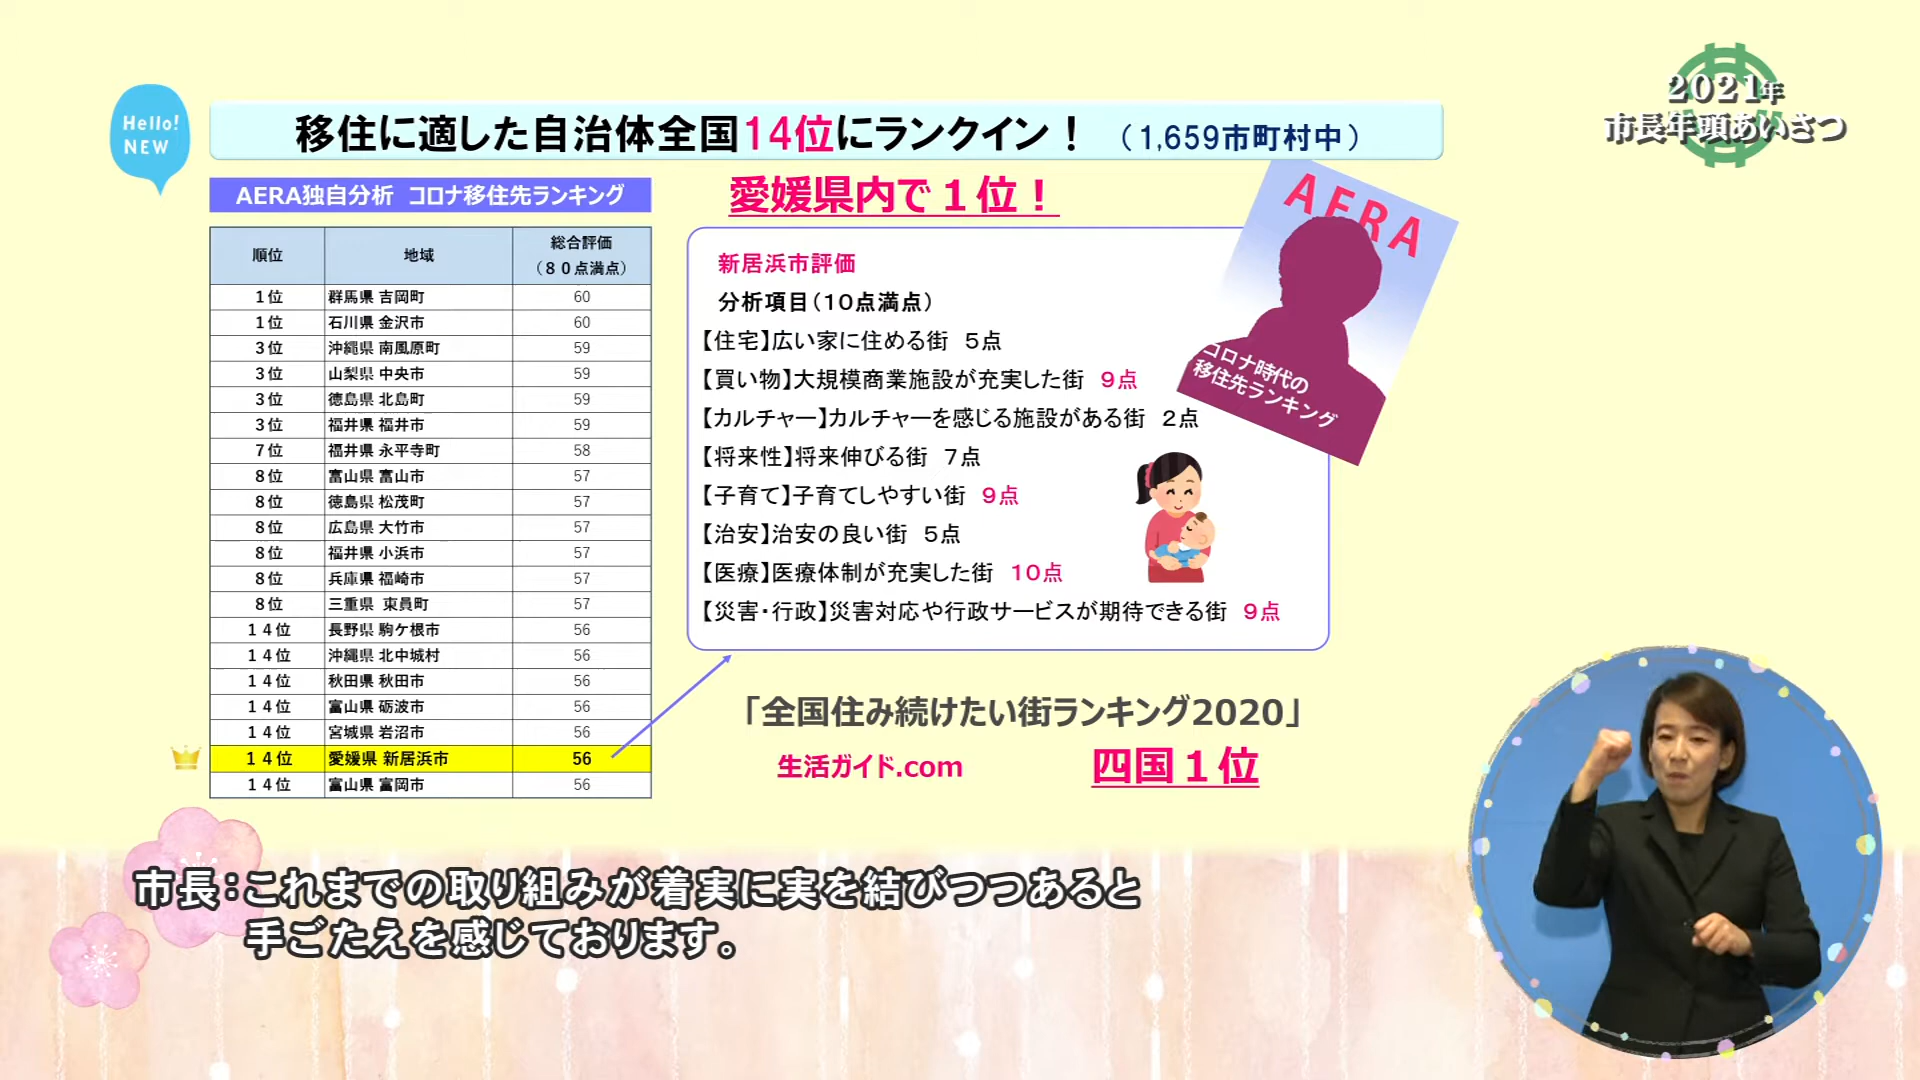 Hello!
NEW
移住に適した自治体全国14位にランクイン！ （1,659市町村中）
2021年
市長年頭あいさつ
AERA独自分析 コロナ移住先ランキング
順位 地域 総合評価（８０点満点）
１位 群馬県 吉岡町 60
１位 石川県 金沢市 60
３位 沖縄県 南風原町 59
３位 山梨県 中央市 59
３位 徳島県 北島町 59
３位 福井県 福井市 59
７位 福井県 永平寺町 58
８位 富山県 富山市 57
８位 徳島県 松茂町 57
８位 広島県 大竹市 57
８位 福井県 小浜市 57
８位 兵庫県 福崎市 57
８位 三重県 東員町 57
１４位 長野県 駒ケ根市 56
１４位 沖縄県 北中城村 56
１４位 秋田県 秋田市 56
１４位 富山県 砺波市 56
１４位 宮城県 岩沼市 56
１４位 愛媛県 新居浜市 56
１４位 富山県 富岡市 56
愛媛県内で１位！
新居浜市評価
分析項目（１０点満点）
【住宅】広い家に住める街 ５点
【買い物】大規模商業施設が充実した街 ９点
【カルチャー】カルチャーを感じる施設がある街 ２点
【将来性】将来伸びる街 ７点
【子育て】子育てしやすい街 ９点
【治安】治安の良い街 ５点
【医療】医療体制が充実した街 １０点
【災害・行政】災害対応や行政サービスが期待できる街 ９点
AERA
コロナ時代の
移住先ランキング
「全国住み続けたい街ランキング2020」
生活ガイド.com 四国１位
市長：これまでの取り組みが着実に実を結びつつあると
手ごたえを感じております。